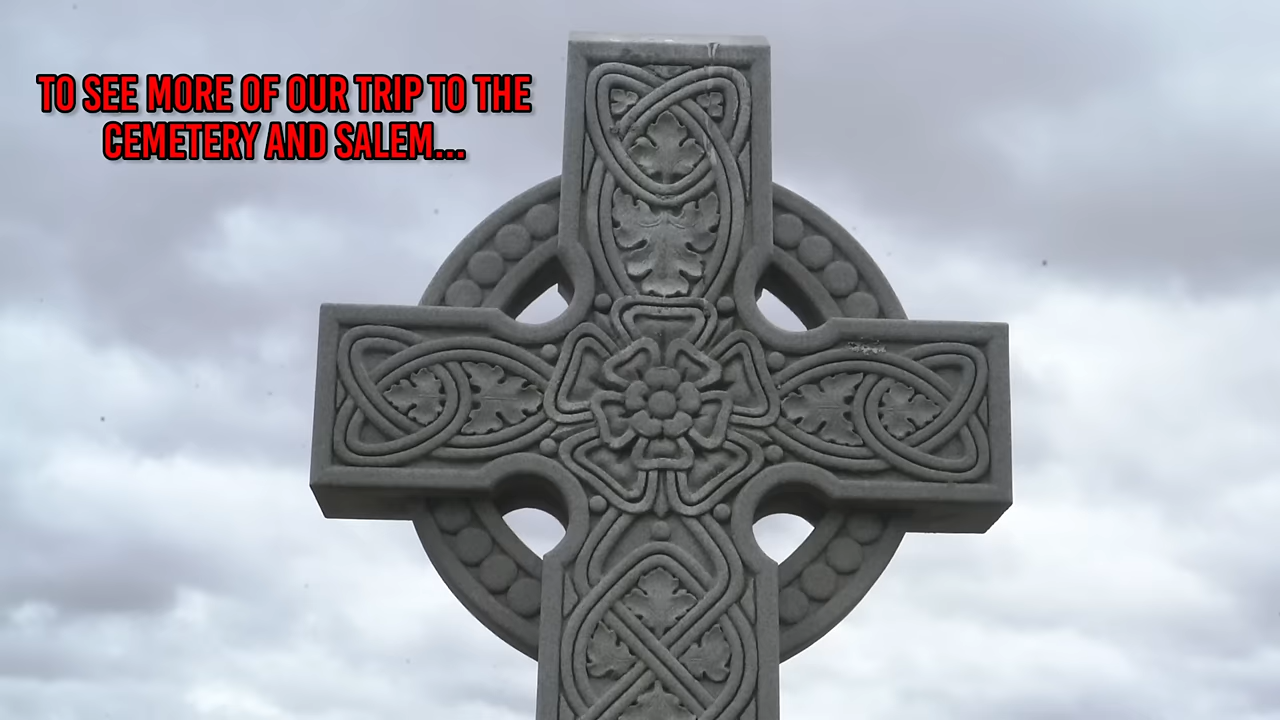 TO SEE MORE OF OUR TRIP TO THE
CEMETERY AND SALEM...